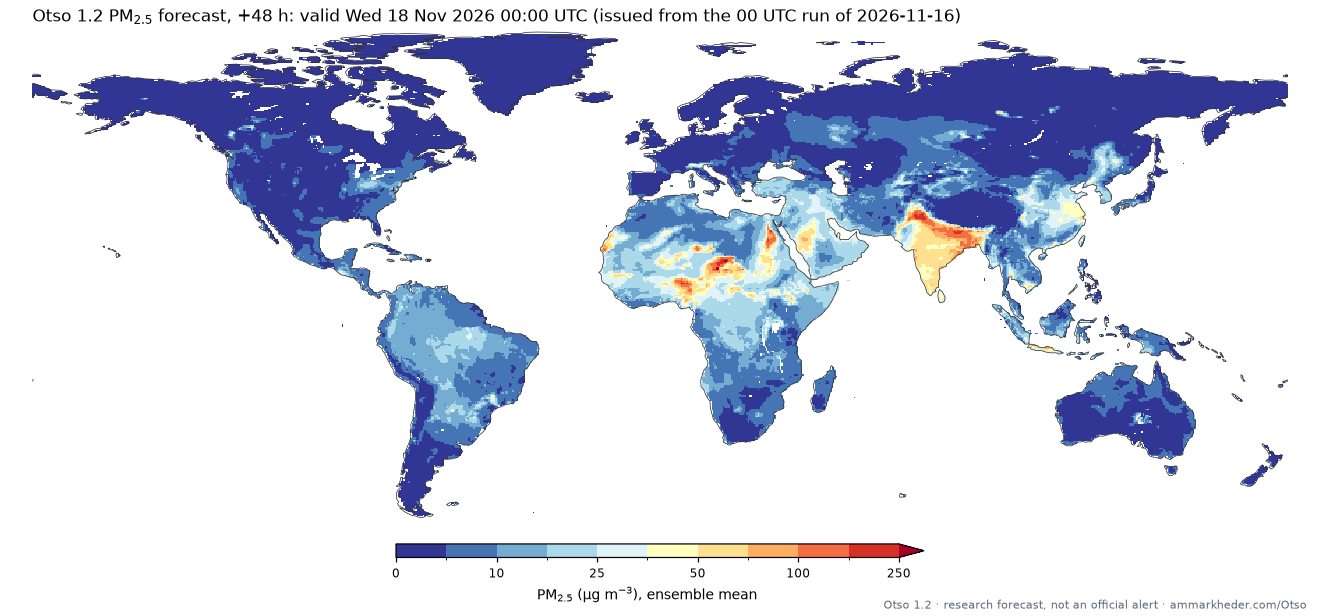 Otso 1.2 PM2.5 forecast, +48 h: valid Wed 18 Nov 2026 00:00 UTC (issued from the 00 UTC run of 2026-11-16)
0 10 25 50 100 250
PM2.5 (µg m−3), ensemble mean
Otso 1.2 · research forecast, not an official alert · ammarkheder.com/Otso